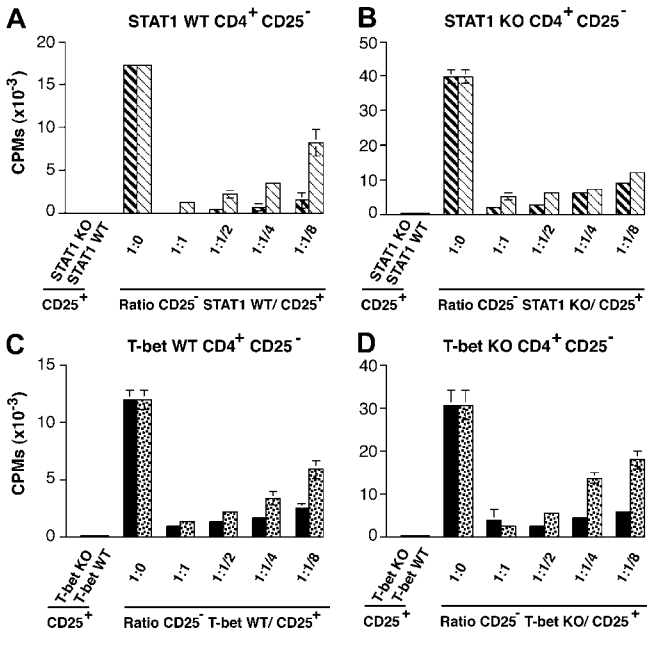 A STAT1 WT CD4+ CD25-
CPMs (x10-3)
20
15
10
5
0
STAT1 KO
STAT1 WT
1:0
1:1
1:1/2
1:1/4
1:1/8
CD25+
Ratio CD25- STAT1 WT/ CD25+
B STAT1 KO CD4+ CD25-
50
40
30
20
10
0
STAT1 KO
STAT1 WT
1:0
1:1
1:1/2
1:1/4
1:1/8
CD25+
Ratio CD25- STAT1 KO/ CD25+
C T-bet WT CD4+ CD25-
CPMs (x10-3)
15
10
5
0
T-bet KO
T-bet WT
1:0
1:1
1:1/2
1:1/4
1:1/8
CD25+
Ratio CD25- T-bet WT/ CD25+
D T-bet KO CD4+ CD25-
40
30
20
10
0
T-bet KO
T-bet WT
1:0
1:1
1:1/2
1:1/4
1:1/8
CD25+
Ratio CD25- T-bet KO/ CD25+